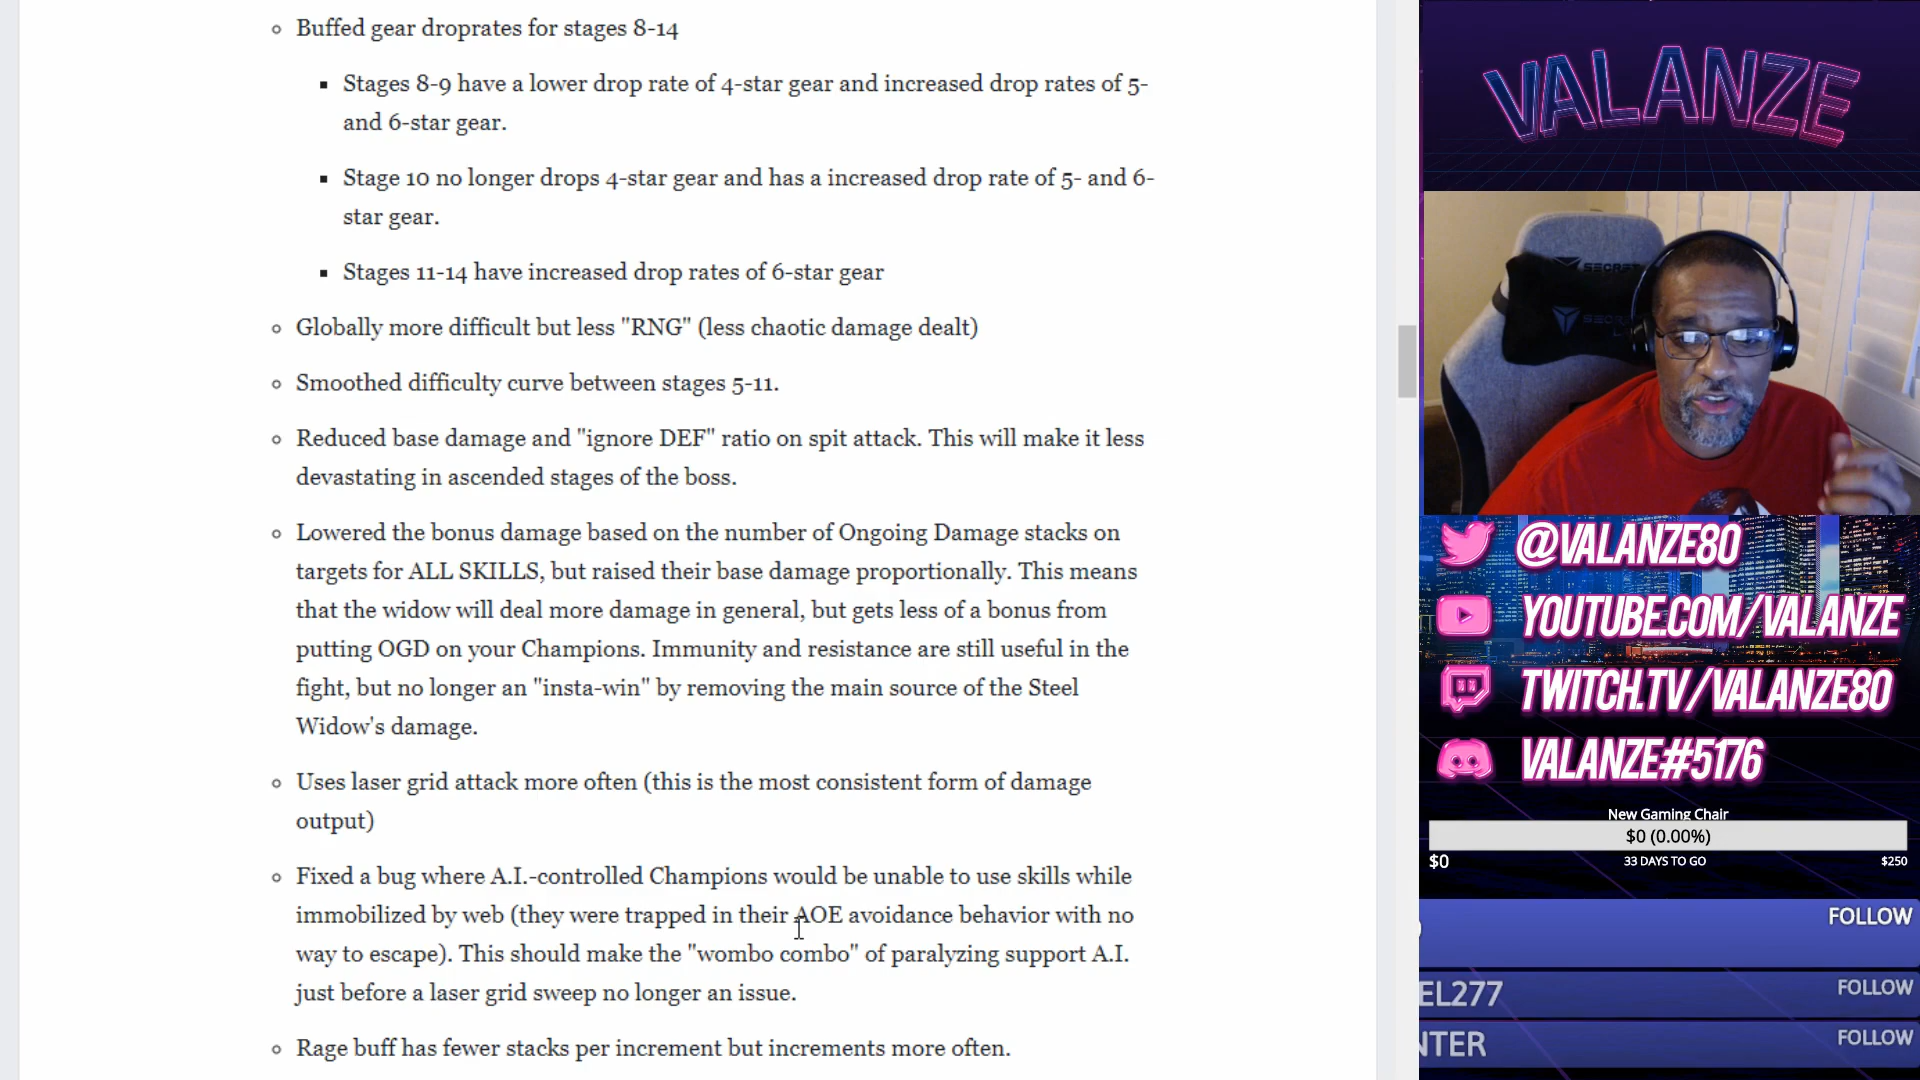 Buffed gear droprates for stages 8-14
Stages 8-9 have a lower drop rate of 4-star gear and increased drop rates of 5-
and 6-star gear.
Stage 10 no longer drops 4-star gear and has a increased drop rate of 5- and 6-
star gear.
Stages 11-14 have increased drop rates of 6-star gear
Globally more difficult but less "RNG" (less chaotic damage dealt)
Smoothed difficulty curve between stages 5-11.
Reduced base damage and "ignore DEF" ratio on spit attack. This will make it less
devastating in ascended stages of the boss.
Lowered the bonus damage based on the number of Ongoing Damage stacks on
targets for ALL SKILLS, but raised their base damage proportionally. This means
that the widow will deal more damage in general, but gets less of a bonus from
putting OGD on your Champions. Immunity and resistance are still useful in the
fight, but no longer an "insta-win" by removing the main source of the Steel
Widow's damage.
Uses laser grid attack more often (this is the most consistent form of damage
output)
Fixed a bug where A.I.-controlled Champions would be unable to use skills while
immobilized by web (they were trapped in their AOE avoidance behavior with no
way to escape). This should make the "wombo combo" of paralyzing support A.I.
just before a laser grid sweep no longer an issue.
Rage buff has fewer stacks per increment but increments more often.
VALANZE
@VALANZE80
YOUTUBE.COM/VALANZE
TWITCH.TV/VALANZE80
VALANZE#5176
New Gaming Chair
$0 (0.00%)
$0 33 DAYS TO GO $250
FOLLOW
EL277 FOLLOW
NTER FOLLOW